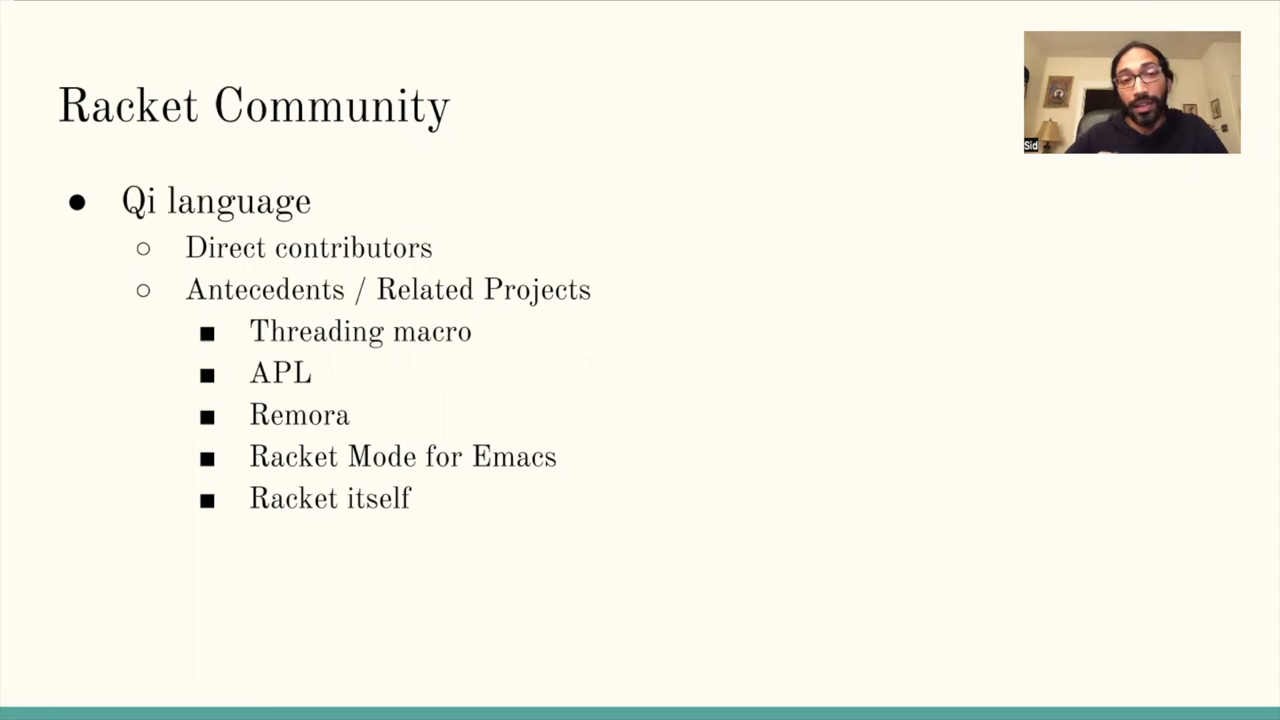 Racket Community
Sid
● Qi language
○ Direct contributors
○ Antecedents / Related Projects
■ Threading macro
■ APL
■ Remora
■ Racket Mode for Emacs
■ Racket itself